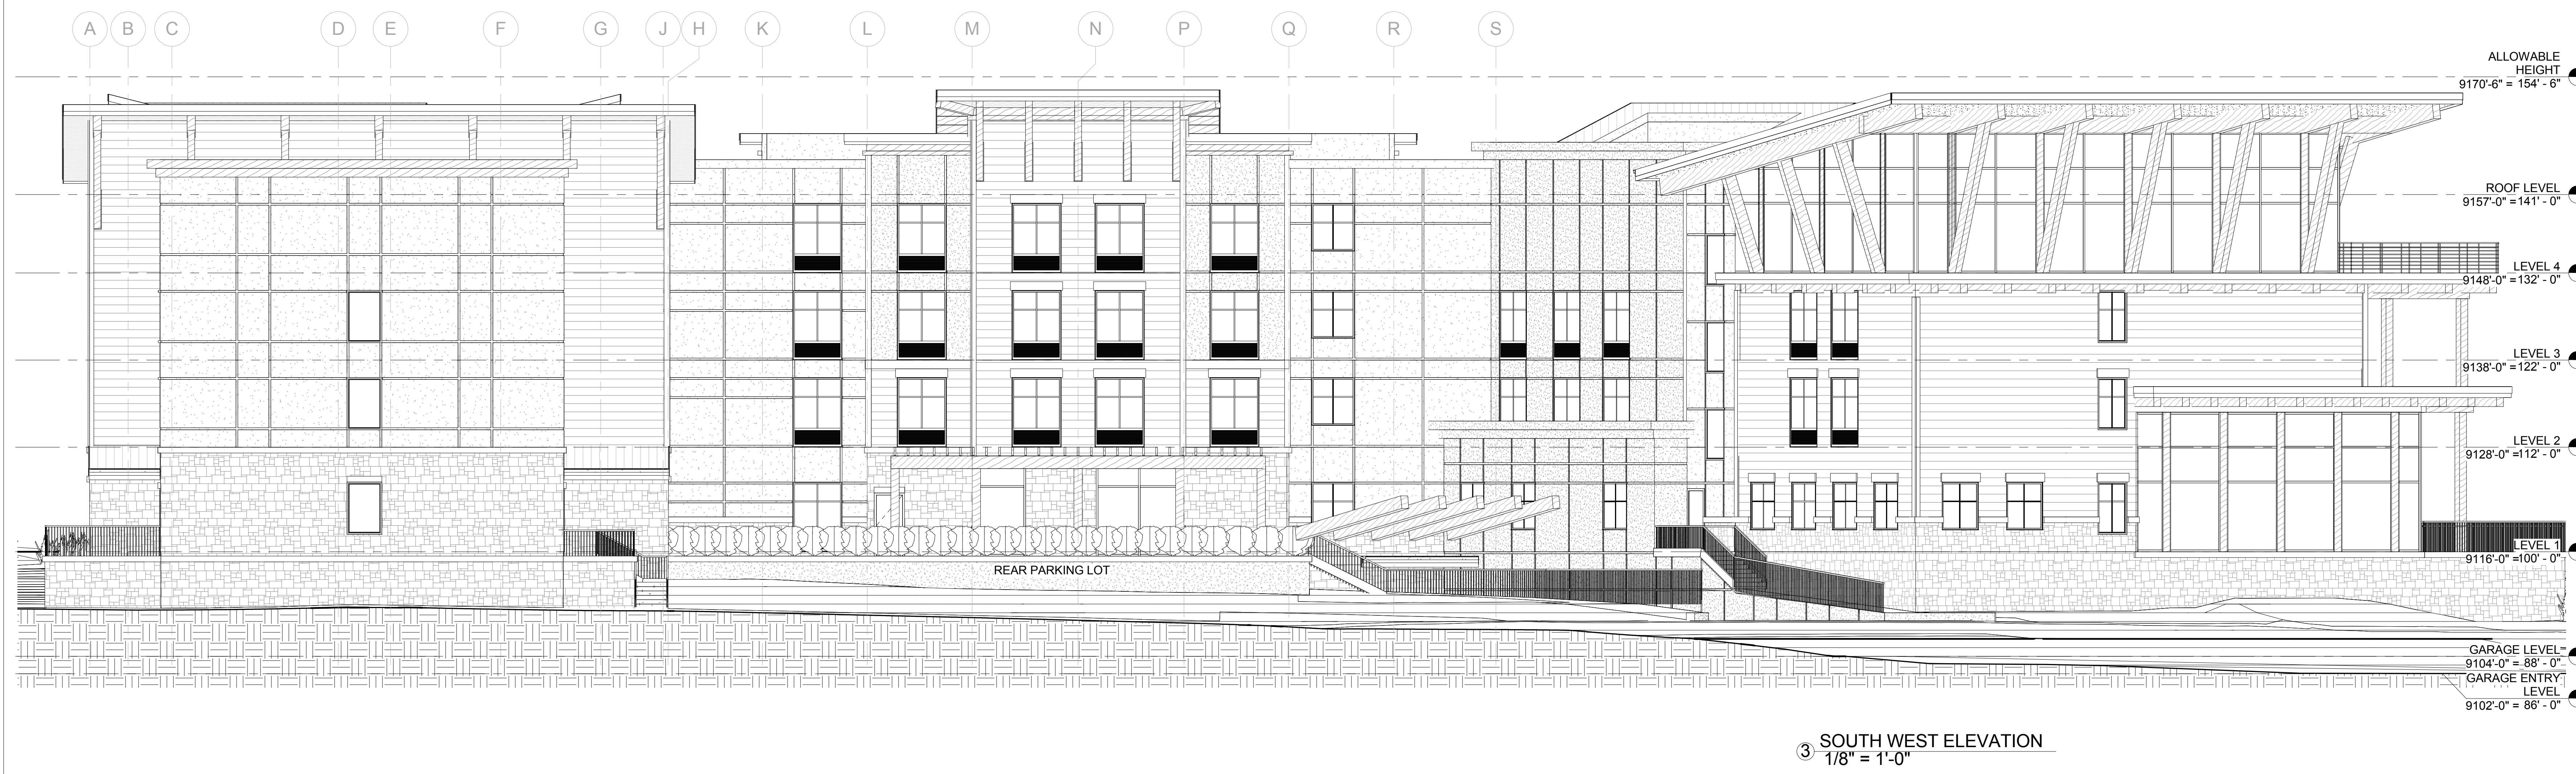 A B C D E F G J H K L M N P Q R S
ALLOWABLE
HEIGHT
9170'-6" = 154' - 6"
ROOF LEVEL
9157'-0" =141' - 0"
LEVEL 4
9148'-0" =132' - 0"
LEVEL 3
9138'-0" =122' - 0"
LEVEL 2
9128'-0" =112' - 0"
LEVEL 1
9116'-0" =100' - 0"
REAR PARKING LOT
GARAGE LEVEL
9104'-0" = 88' - 0"
GARAGE ENTRY
LEVEL
9102'-0" = 86' - 0"
3 SOUTH WEST ELEVATION
1/8" = 1'-0"